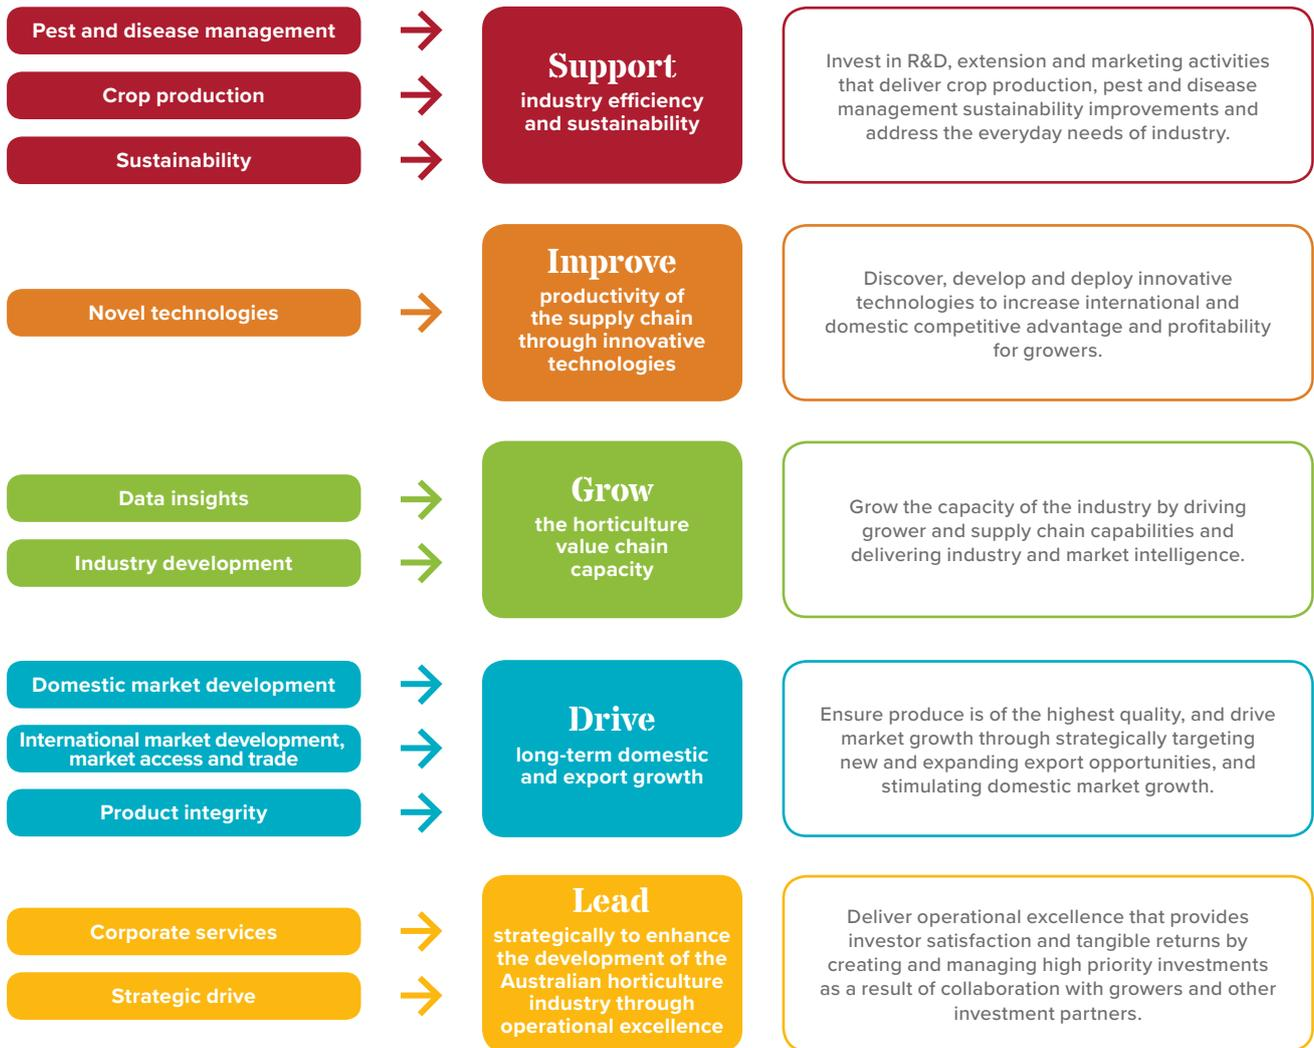 Pest and disease management
Crop production
Sustainability
Support
industry efficiency
and sustainability
Invest in R&D, extension and marketing activities
that deliver crop production, pest and disease
management sustainability improvements and
address the everyday needs of industry.
Novel technologies
Improve
productivity of
the supply chain
through innovative
technologies
Discover, develop and deploy innovative
technologies to increase international and
domestic competitive advantage and profitability
for growers.
Data insights
Industry development
Grow
the horticulture
value chain
capacity
Grow the capacity of the industry by driving
grower and supply chain capabilities and
delivering industry and market intelligence.
Domestic market development
International market development,
market access and trade
Product integrity
Drive
long-term domestic
and export growth
Ensure produce is of the highest quality, and drive
market growth through strategically targeting
new and expanding export opportunities, and
stimulating domestic market growth.
Corporate services
Strategic drive
Lead
strategically to enhance
the development of the
Australian horticulture
industry through
operational excellence
Deliver operational excellence that provides
investor satisfaction and tangible returns by
creating and managing high priority investments
as a result of collaboration with growers and other
investment partners.